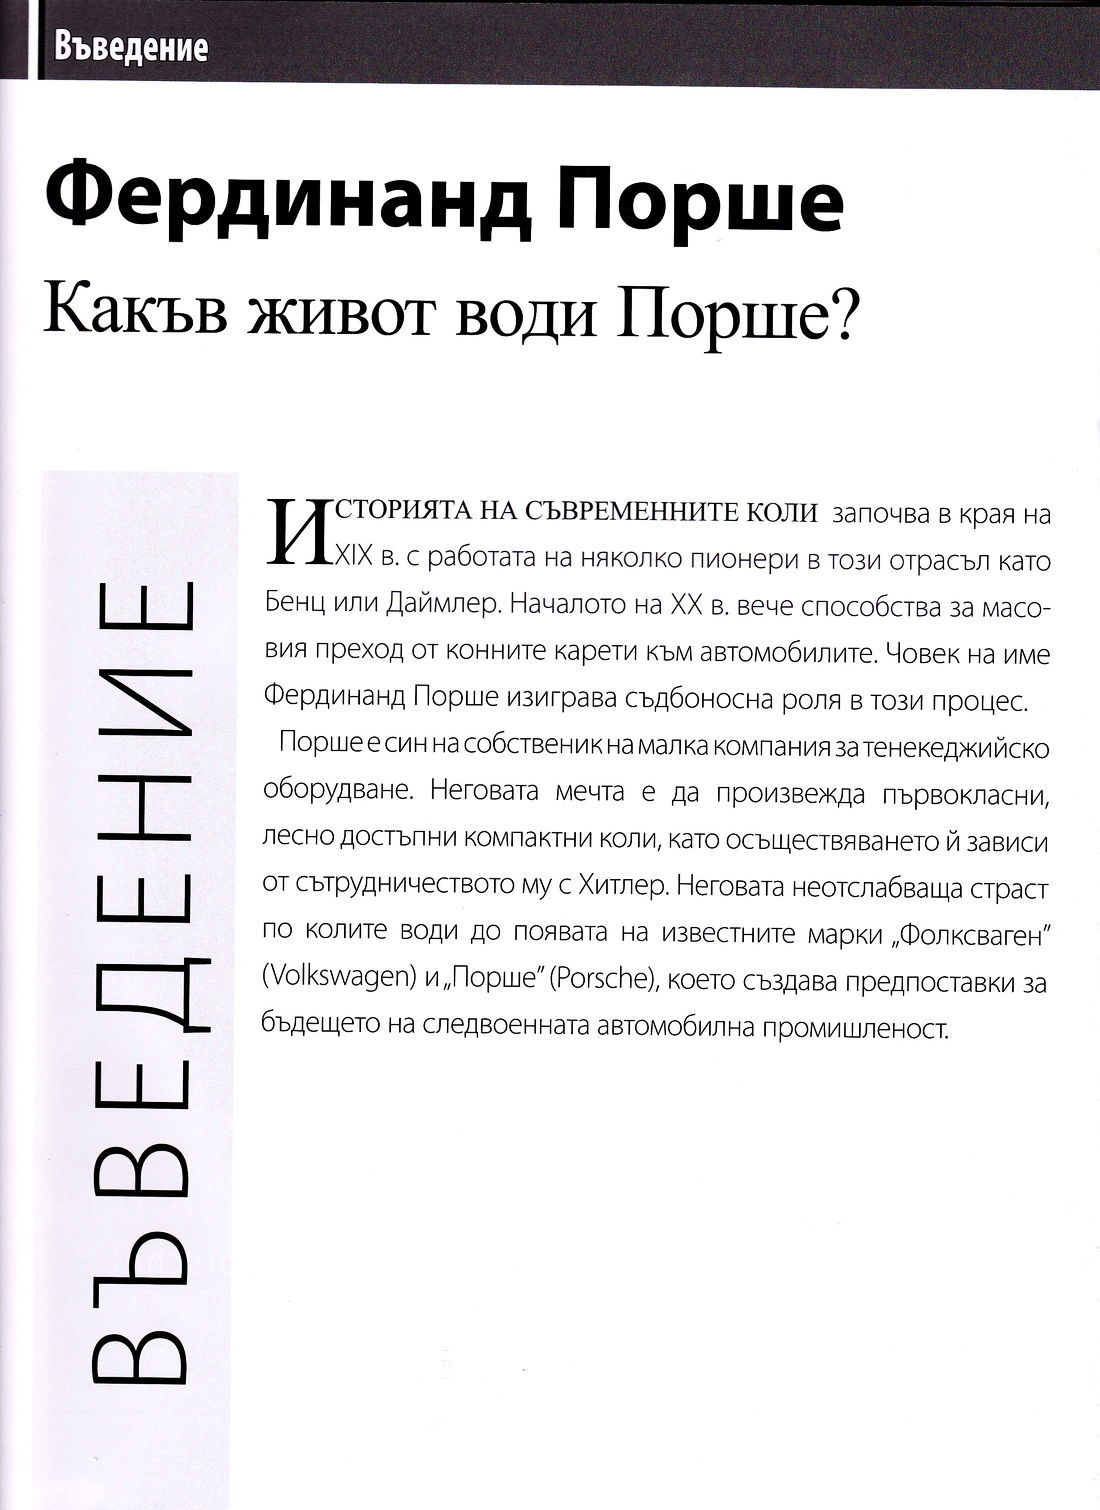 Въведение
Фердинанд Порше
Какъв живот води Порше?
ВЪВЕДЕНИЕ
ИСТОРИЯТА НА СЪВРЕМЕННИТЕ КОЛИ започва в края на
XIX в. с работата на няколко пионери в този отрасъл като
Бенц или Даймлер. Началото на XX в. вече способства за масо-
вия преход от конните карети към автомобилите. Човек на име
Фердинанд Порше изиграва съдбоносна роля в този процес.
Порше е син на собственик на малка компания за тенекеджийско
оборудване. Неговата мечта е да произвежда първокласни,
лесно достъпни компактни коли, като осъществяването й зависи
от сътрудничеството му с Хитлер. Неговата неотслабваща страст
по колите води до появата на известните марки „Фолксваген”
(Volkswagen) и „Порше” (Porsche), което създава предпоставки за
бъдещето на следвоенната автомобилна промишленост.